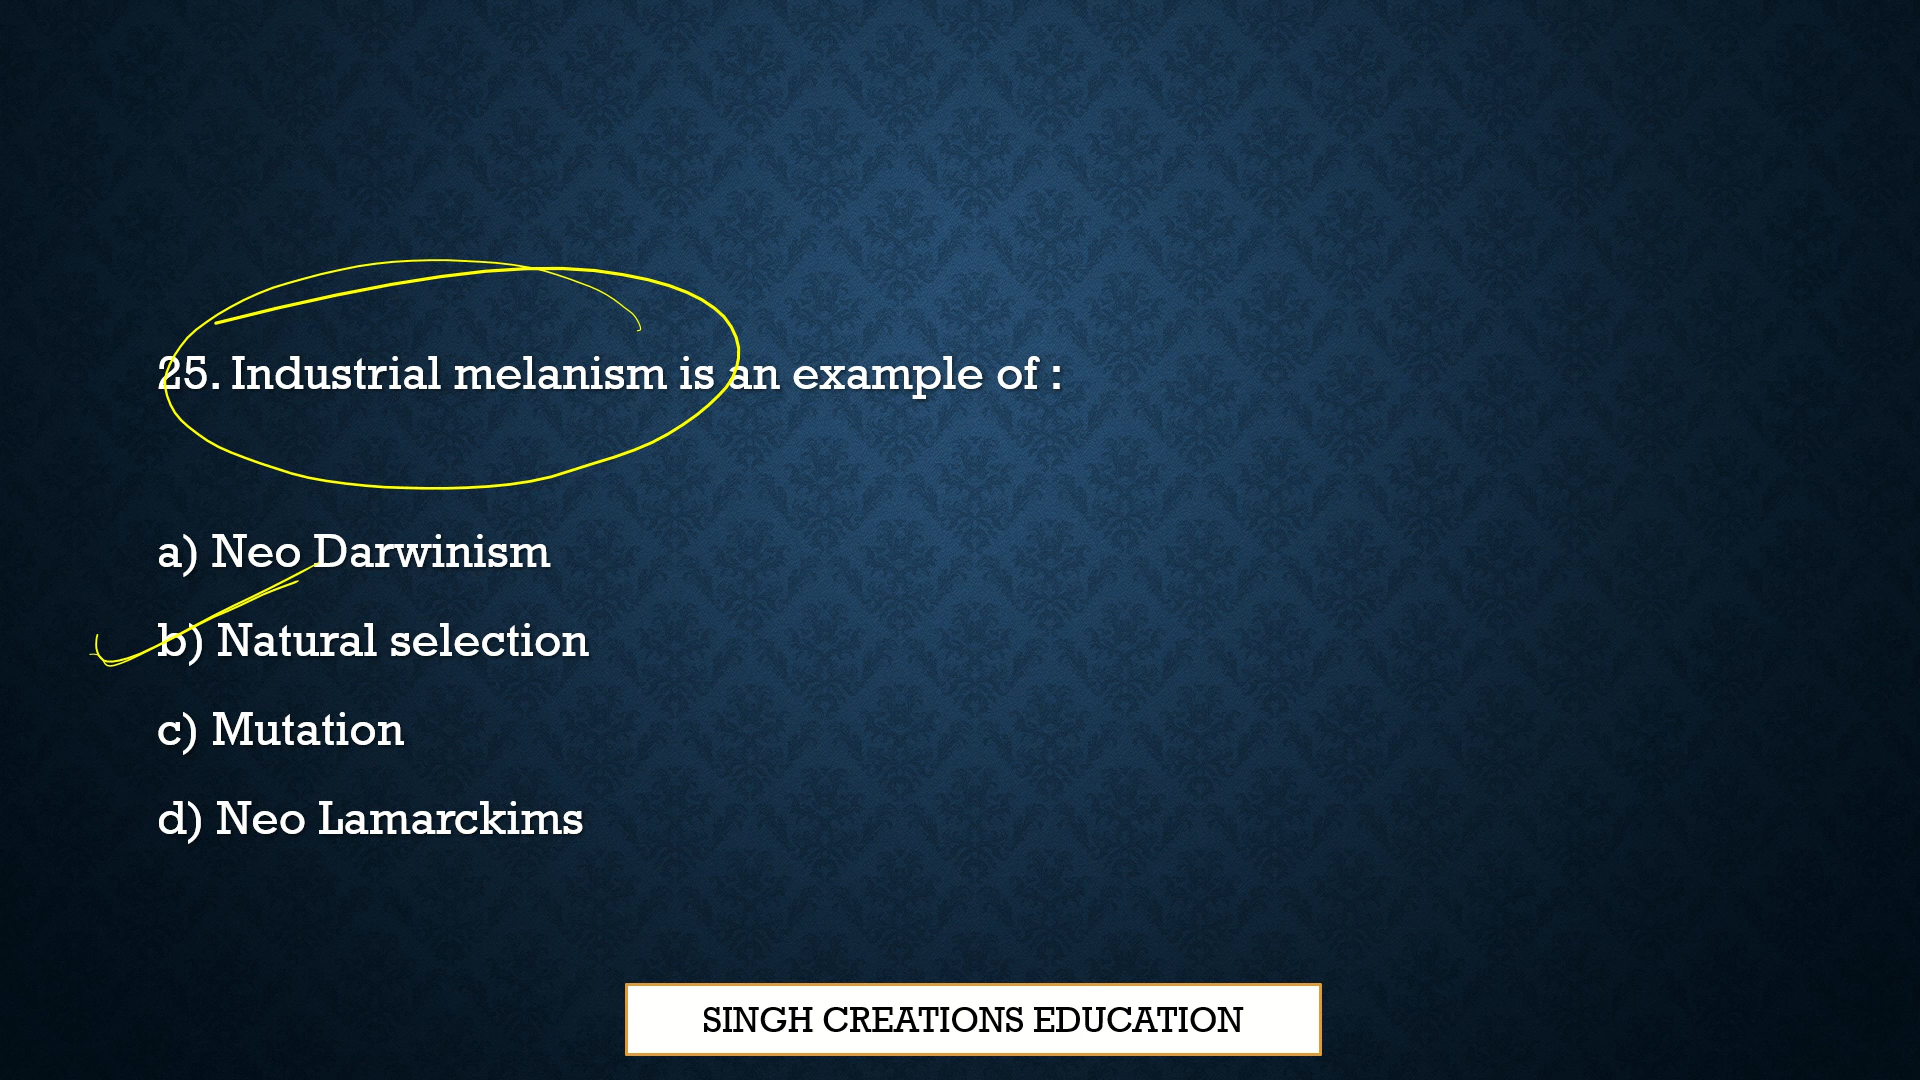 25. Industrial melanism is an example of :
a) Neo Darwinism
b) Natural selection
c) Mutation
d) Neo Lamarckims
SINGH CREATIONS EDUCATION